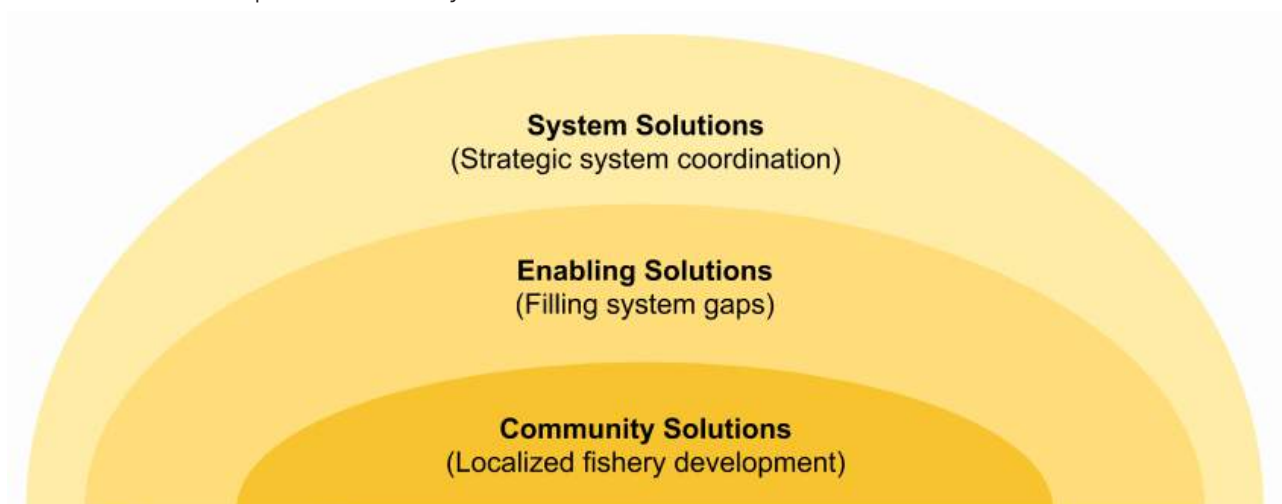 System Solutions
(Strategic system coordination)
Enabling Solutions
(Filling system gaps)
Community Solutions
(Localized fishery development)